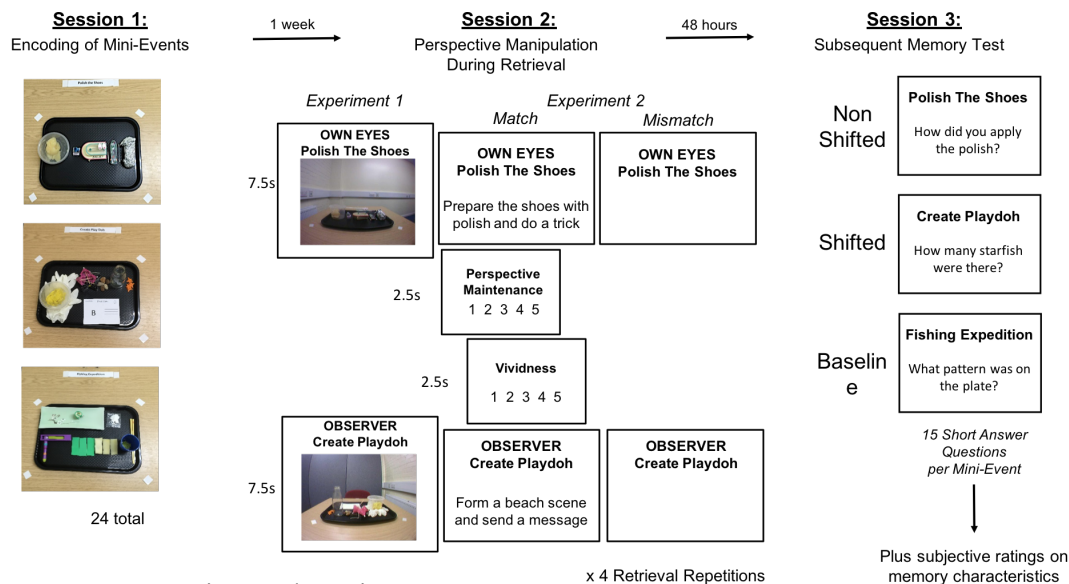 Session 1:
Encoding of Mini-Events
1 week
Session 2:
Perspective Manipulation
During Retrieval
48 hours
Session 3:
Subsequent Memory Test
Polish the Shoes
Fishing Expedition
B
24 total
Experiment 1
Experiment 2
Match
Mismatch
7.5s
OWN EYES
Polish The Shoes
OWN EYES
Polish The Shoes
Prepare the shoes with
polish and do a trick
OWN EYES
Polish The Shoes
2.5s
Perspective
Maintenance
1 2 3 4 5
2.5s
Vividness
1 2 3 4 5
7.5s
OBSERVER
Create Playdoh
OBSERVER
Create Playdoh
Form a beach scene
and send a message
OBSERVER
Create Playdoh
x 4 Retrieval Repetitions
Non
Shifted
Polish The Shoes
How did you apply
the polish?
Shifted
Create Playdoh
How many starfish
were there?
Baselin
e
Fishing Expedition
What pattern was on
the plate?
15 Short Answer
Questions
per Mini-Event
Plus subjective ratings on
memory characteristics